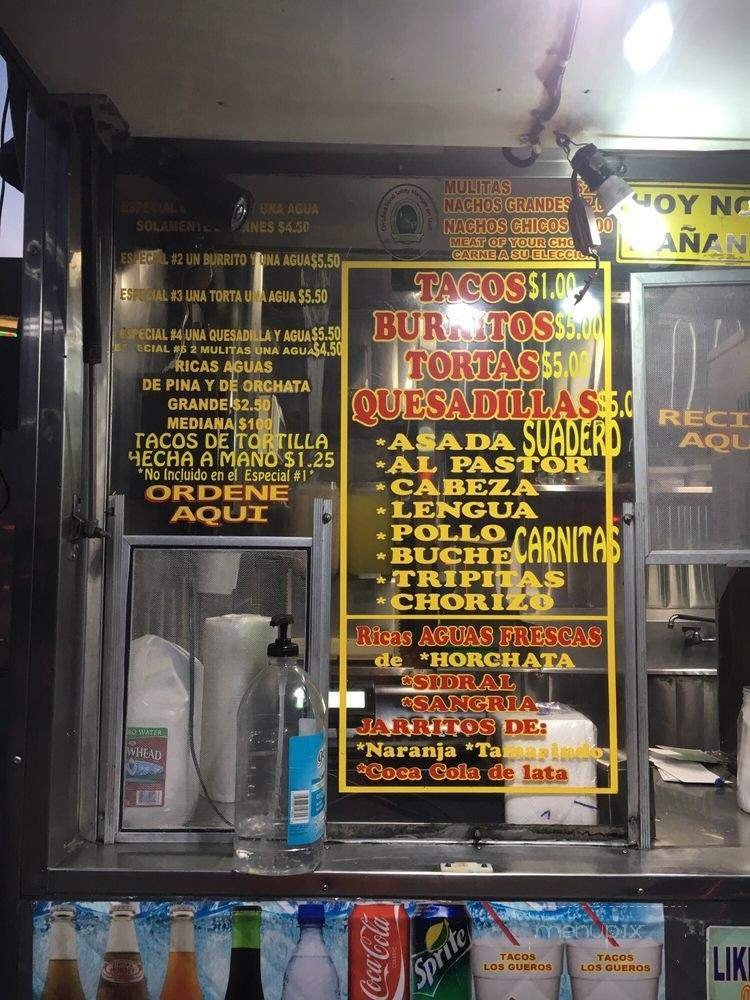 ESPECIAL
UNA AGUA
$4.50
ESPECIAL #2 UN BURRITO Y UNA AGUA $5.50
ESPECIAL #3 UNA TORTA UNA AGUA $5.50
ESPECIAL #4 UNA QUESADILLA Y AGUA $5.50
ESPECIAL #5 2 MULITAS UNA AGUA $4.50
RICAS AGUAS
DE PINA Y DE ORCHATA
GRANDE $2.50
MEDIANA $100
TACOS DE TORTILLA
HECHA A MANO $1.25
*No Incluido en el Especial #1*
ORDENE
AQUI
MULITAS
NACHOS GRANDES
NACHOS CHICOS
MEAT OF YOUR
CARNE A SU ELECCION
TACOS $1.00
BURRITOS $5.00
TORTAS $5.00
QUESADILLAS
*ASADA SUADERO
*AL PASTOR
*CABEZA
*LENGUA
*POLLO
*BUCHE CARNITAS
*TRIPITAS
*CHORIZO
Ricas AGUAS FRESCAS
de *HORCHATA
*SIDRAL
*SANGRIA
JARRITOS DE:
*Naranja *Tamarindo
*Coca Cola de lata
HOY NO
MAÑAN
RECI
AQU
WATER
WHEAD
Coca-Cola
CLASSIC
Sprite
TACOS
LOS GUEROS
TACOS
LOS GUEROS
menupix
LIK